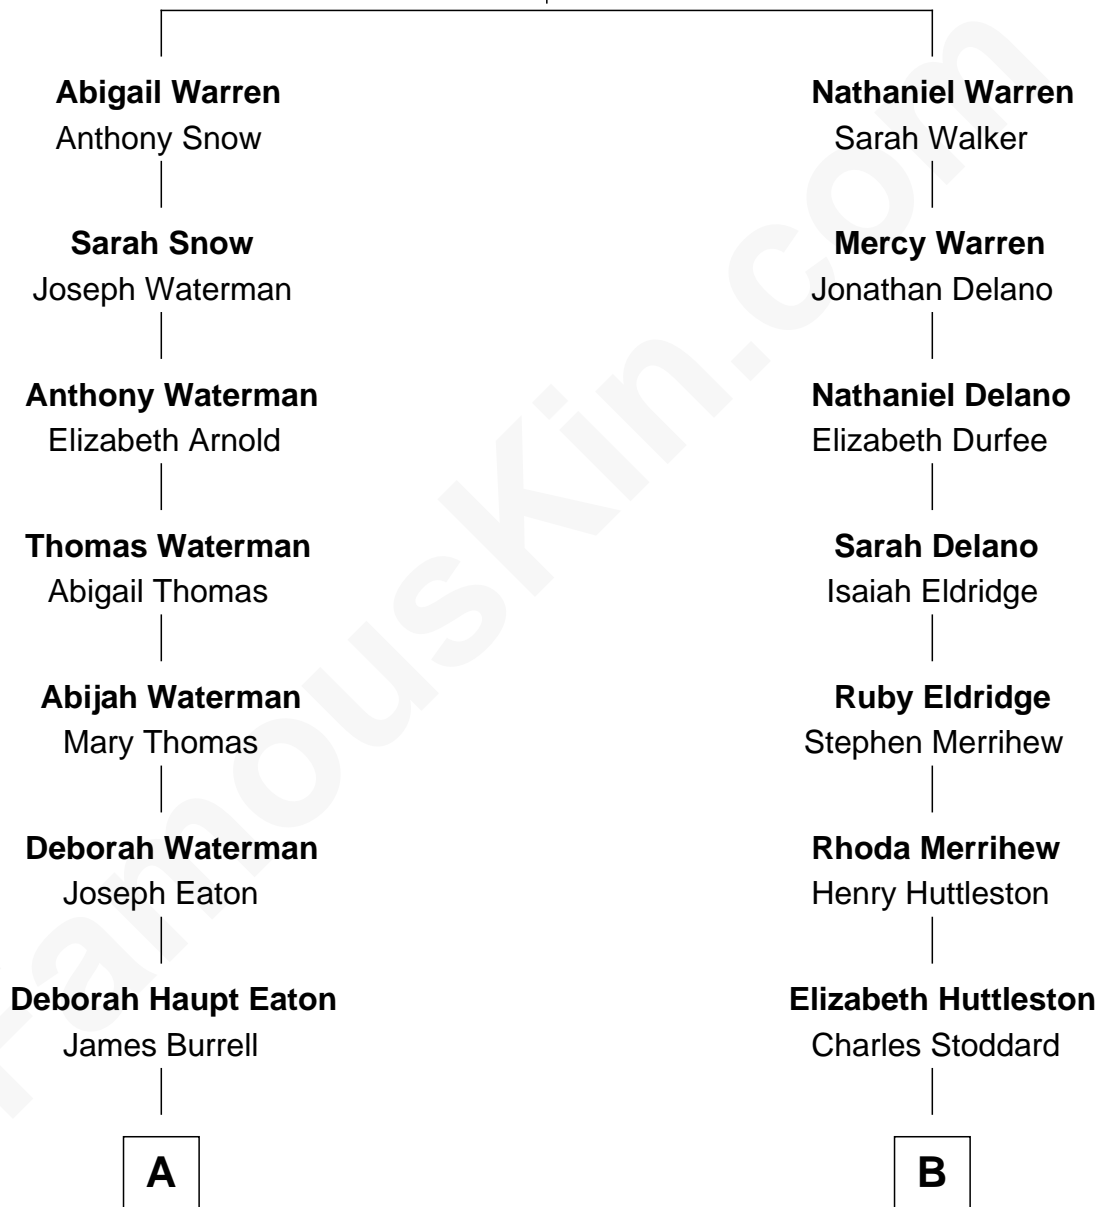 Abigail Warren
Anthony Snow
Sarah Snow
Joseph Waterman
Anthony Waterman
Elizabeth Arnold
Thomas Waterman
Abigail Thomas
Abijah Waterman
Mary Thomas
Deborah Waterman
Joseph Eaton
Deborah Haupt Eaton
James Burrell
A
Nathaniel Warren
Sarah Walker
Mercy Warren
Jonathan Delano
Nathaniel Delano
Elizabeth Durfee
Sarah Delano
Isaiah Eldridge
Ruby Eldridge
Stephen Merrihew
Rhoda Merrihew
Henry Huttleston
Elizabeth Huttleston
Charles Stoddard
B
FamousKin.com